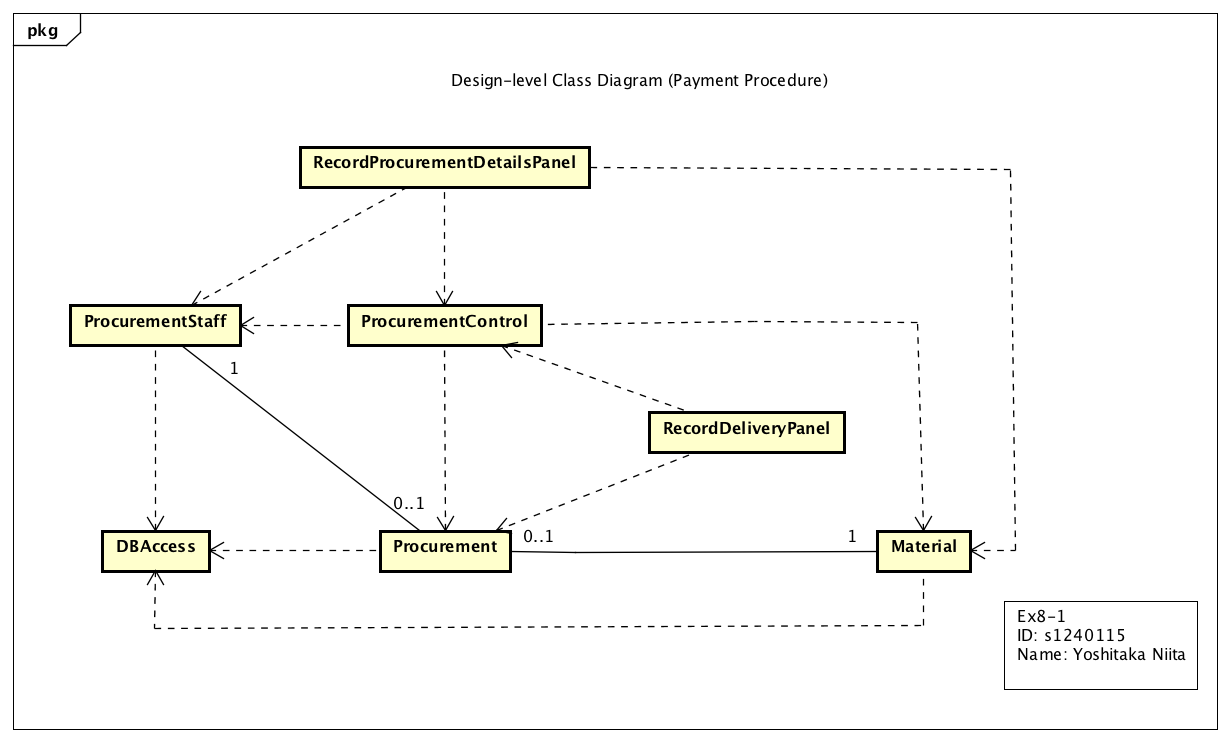 pkg
Design-level Class Diagram (Payment Procedure)
RecordProcurementDetailsPanel
ProcurementStaff
ProcurementControl
1
RecordDeliveryPanel
0..1
0..1
1
DBAccess
Procurement
Material
Ex8-1
ID: s1240115
Name: Yoshitaka Niita